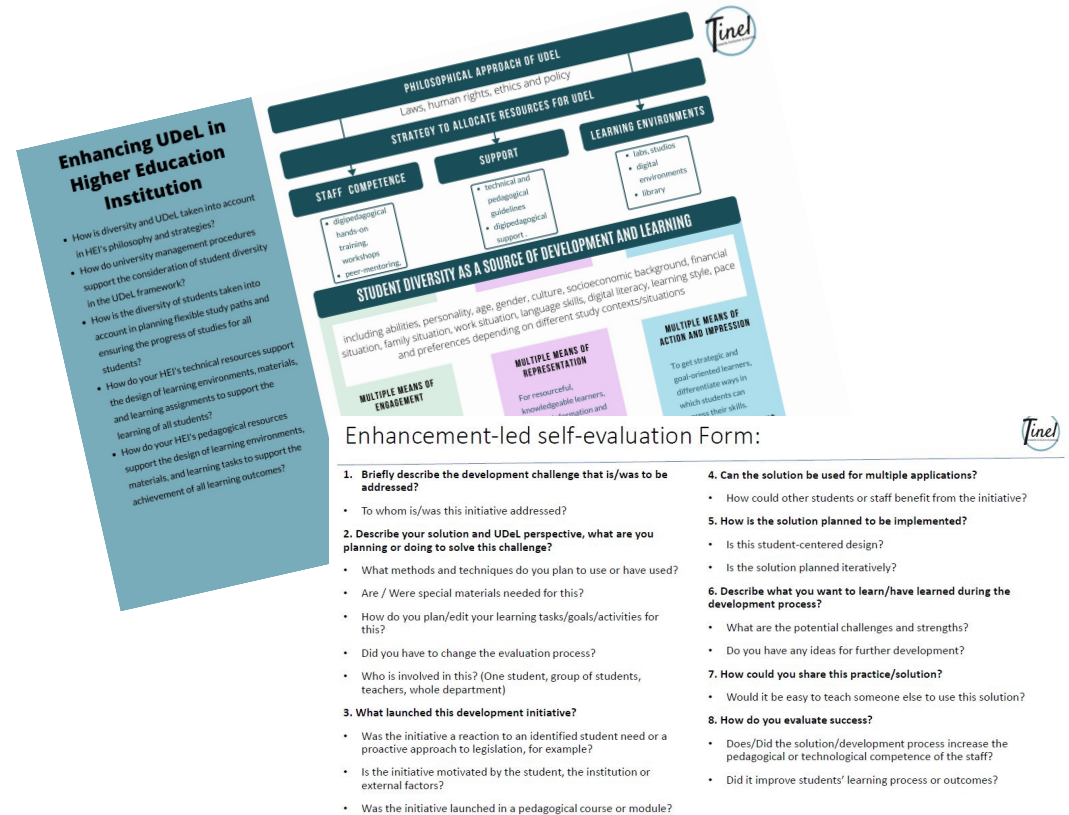 Enhancing UDeL in
Higher Education
Institution
• How is diversity and UDeL taken into account
in HEI's philosophy and strategies?
• How do university management procedures
support the consideration of student diversity
in the UDeL framework?
• How is the diversity of students taken into
account in planning flexible study paths and
ensuring the progress of studies for all
students?
• How do your HEI's technical resources support
the design of learning environments, materials,
and learning assignments to support the
learning of all students?
• How do your HEI's pedagogical resources
support the design of learning environments,
materials, and learning tasks to support the
achievement of all learning outcomes?
Tinel
PHILOSOPHICAL APPROACH OF UDEL
Laws, human rights, ethics and policy
STRATEGY TO ALLOCATE RESOURCES FOR UDEL
STAFF COMPETENCE
• digipedagogical
hands-on
training,
workshops
• peer-mentoring,
SUPPORT
• technical and
pedagogical
guidelines
• digipedagogical
support .
LEARNING ENVIRONMENTS
• labs, studios
• digital
environments
• library
STUDENT DIVERSITY AS A SOURCE OF DEVELOPMENT AND LEARNING
including abilities, personality, age, gender, culture, socioeconomic background, financial
situation, family situation, work situation, language skills, digital literacy, learning style, pace
and preferences depending on different study contexts/situations
MULTIPLE MEANS OF
ENGAGEMENT
MULTIPLE MEANS OF
REPRESENTATION
For resourceful,
knowledgeable learners,
MULTIPLE MEANS OF
ACTION AND IMPRESSION
To get strategic and
goal-oriented learners,
differentiate ways in
which students can
their skills.
Enhancement-led self-evaluation Form:
Tinel
1. Briefly describe the development challenge that is/was to be
addressed?
• To whom is/was this initiative addressed?
2. Describe your solution and UDeL perspective, what are you
planning or doing to solve this challenge?
• What methods and techniques do you plan to use or have used?
• Are / Were special materials needed for this?
• How do you plan/edit your learning tasks/goals/activities for
this?
• Did you have to change the evaluation process?
• Who is involved in this? (One student, group of students,
teachers, whole department)
3. What launched this development initiative?
• Was the initiative a reaction to an identified student need or a
proactive approach to legislation, for example?
• Is the initiative motivated by the student, the institution or
external factors?
• Was the initiative launched in a pedagogical course or module?
4. Can the solution be used for multiple applications?
• How could other students or staff benefit from the initiative?
5. How is the solution planned to be implemented?
• Is this student-centered design?
• Is the solution planned iteratively?
6. Describe what you want to learn/have learned during the
development process?
• What are the potential challenges and strengths?
• Do you have any ideas for further development?
7. How could you share this practice/solution?
• Would it be easy to teach someone else to use this solution?
8. How do you evaluate success?
• Does/Did the solution/development process increase the
pedagogical or technological competence of the staff?
• Did it improve students' learning process or outcomes?